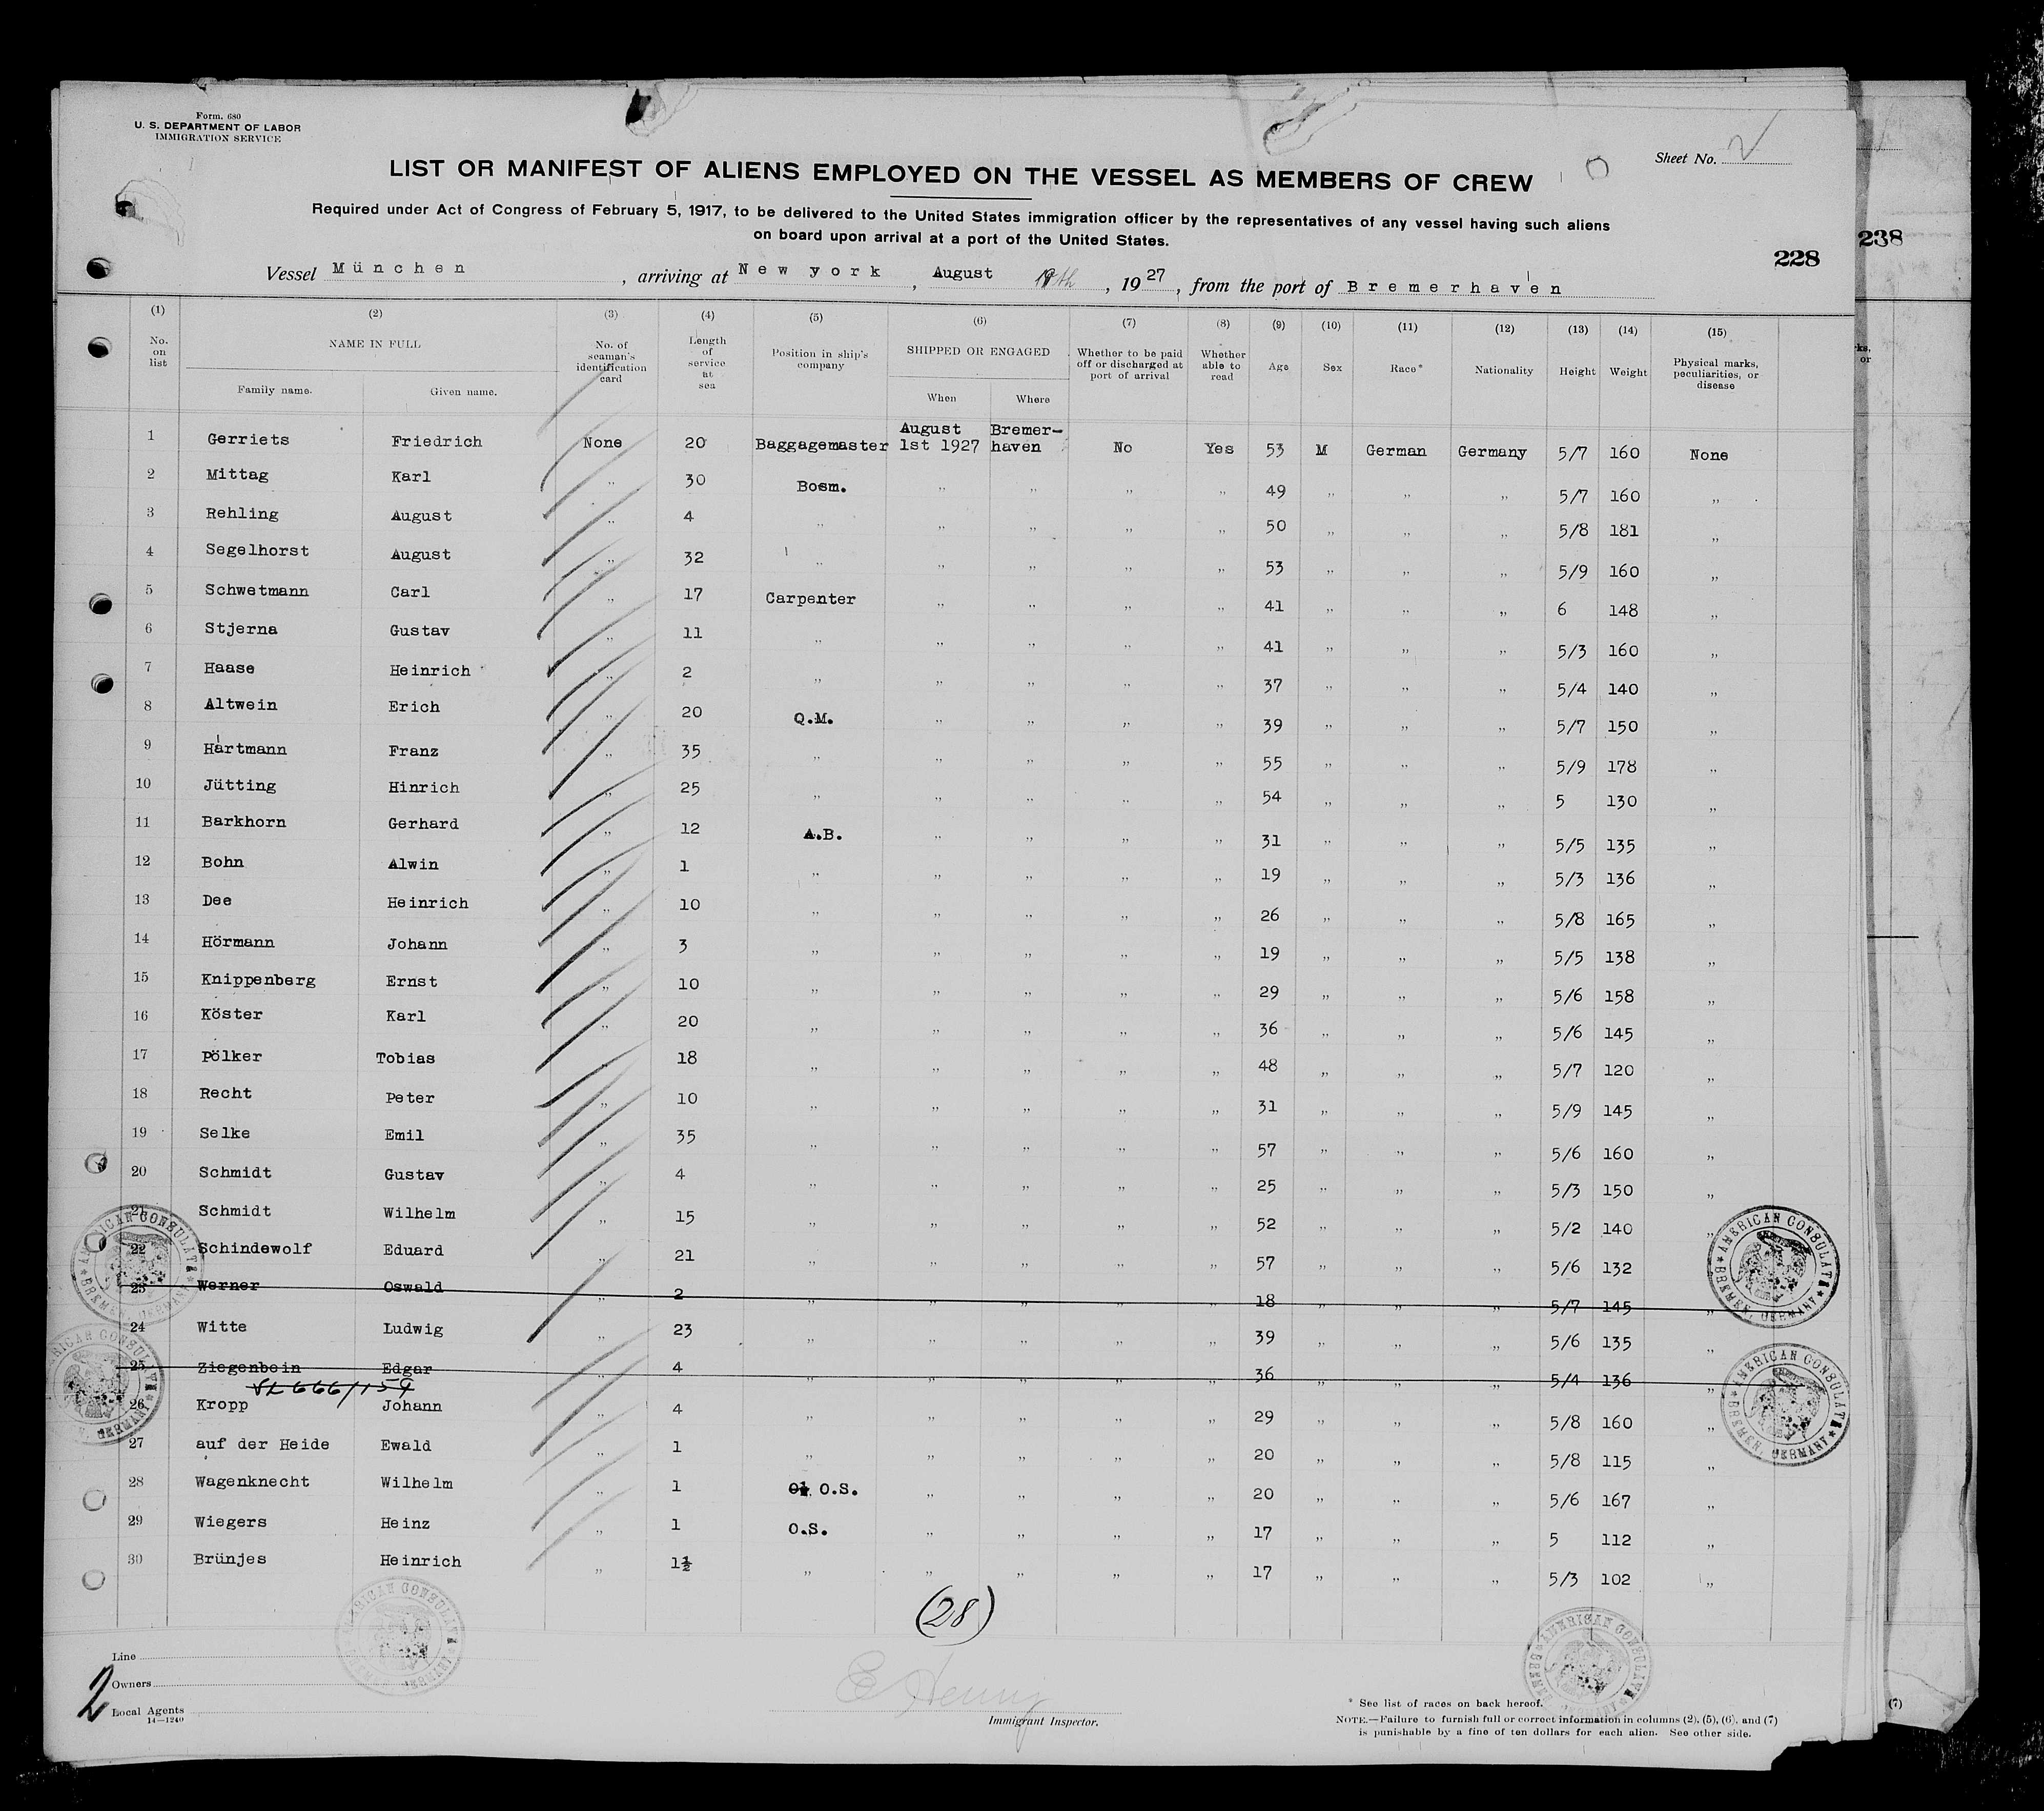 Form. 680
U. S. DEPARTMENT OF LABOR
IMMIGRATION SERVICE
Sheet No. 2
LIST OR MANIFEST OF ALIENS EMPLOYED ON THE VESSEL AS MEMBERS OF CREW
Required under Act of Congress of February 5, 1917, to be delivered to the United States immigration officer by the representatives of any vessel having such aliens
on board upon arrival at a port of the United States.
228
238
Vessel München, arriving at New york, August th, 1927, from the port of Bremerhaven
(1) (2) (3) (4) (5) (6) (7) (8) (9) (10) (11) (12) (13) (14) (15)
No. on list NAME IN FULL Family name. Given name. No. of seaman's identification card Length of service at sea Position in ship's company SHIPPED OR ENGAGED When Where Whether to be paid off or discharged at port of arrival Whether able to read Age Sex Race* Nationality Height Weight Physical marks, peculiarities, or disease
1 Gerriets Friedrich None 20 Baggagemaster August 1st 1927 Bremer-haven No Yes 53 M German Germany 5/7 160 None
2 Mittag Karl ,, 30 Bosm. ,, ,, ,, ,, 49 ,, ,, ,, 5/7 160 ,,
3 Rehling August ,, 4 ,, ,, ,, ,, ,, 50 ,, ,, ,, 5/8 181 ,,
4 Segelhorst August ,, 32 ,, ,, ,, ,, ,, 53 ,, ,, ,, 5/9 160 ,,
5 Schwetmann Carl ,, 17 Carpenter ,, ,, ,, ,, 41 ,, ,, ,, 6 148 ,,
6 Stjerna Gustav ,, 11 ,, ,, ,, ,, ,, 41 ,, ,, ,, 5/3 160 ,,
7 Haase Heinrich ,, 2 ,, ,, ,, ,, ,, 37 ,, ,, ,, 5/4 140 ,,
8 Altwein Erich ,, 20 Q.M. ,, ,, ,, ,, 39 ,, ,, ,, 5/7 150 ,,
9 Hartmann Franz ,, 35 ,, ,, ,, ,, ,, 55 ,, ,, ,, 5/9 178 ,,
10 Jütting Hinrich ,, 25 ,, ,, ,, ,, ,, 54 ,, ,, ,, 5 130 ,,
11 Barkhorn Gerhard ,, 12 A.B. ,, ,, ,, ,, 31 ,, ,, ,, 5/5 135 ,,
12 Bohn Alwin ,, 1 ,, ,, ,, ,, ,, 19 ,, ,, ,, 5/3 136 ,,
13 Dee Heinrich ,, 10 ,, ,, ,, ,, ,, 26 ,, ,, ,, 5/8 165 ,,
14 Hörmann Johann ,, 3 ,, ,, ,, ,, ,, 19 ,, ,, ,, 5/5 138 ,,
15 Knippenberg Ernst ,, 10 ,, ,, ,, ,, ,, 29 ,, ,, ,, 5/6 158 ,,
16 Köster Karl ,, 20 ,, ,, ,, ,, ,, 36 ,, ,, ,, 5/6 145 ,,
17 Pölker Tobias ,, 18 ,, ,, ,, ,, ,, 48 ,, ,, ,, 5/7 120 ,,
18 Recht Peter ,, 10 ,, ,, ,, ,, ,, 31 ,, ,, ,, 5/9 145 ,,
19 Selke Emil ,, 35 ,, ,, ,, ,, ,, 57 ,, ,, ,, 5/6 160 ,,
20 Schmidt Gustav ,, 4 ,, ,, ,, ,, ,, 25 ,, ,, ,, 5/3 150 ,,
21 Schmidt Wilhelm ,, 15 ,, ,, ,, ,, ,, 52 ,, ,, ,, 5/2 140 ,,
22 Schindewolf Eduard ,, 21 ,, ,, ,, ,, ,, 57 ,, ,, ,, 5/6 132
23 Werner Oswald ,, 2 ,, ,, ,, ,, ,, 18 ,, ,, ,, 5/7 145 ,,
24 Witte Ludwig ,, 23 ,, ,, ,, ,, ,, 39 ,, ,, ,, 5/6 135 ,,
25 Ziegenbein Edgar ,, 4 ,, ,, ,, ,, ,, 36 ,, ,, ,, 5/4 136 ,,
26 Kropp Johann ,, 4 ,, ,, ,, ,, ,, 29 ,, ,, ,, 5/8 160 ,,
27 auf der Heide Ewald ,, 1 ,, ,, ,, ,, ,, 20 ,, ,, ,, 5/8 115 ,,
28 Wagenknecht Wilhelm ,, 1 O.S. ,, ,, ,, ,, 20 ,, ,, ,, 5/6 167 ,,
29 Wiegers Heinz ,, 1 O.S. ,, ,, ,, ,, 17 ,, ,, ,, 5 112 ,,
30 Brünjes Heinrich ,, 1½ ,, ,, ,, ,, ,, 17 ,, ,, ,, 5/3 102 ,,
(28)
AMERICAN CONSULATE BREMEN, GERMANY
AMERICAN CONSULATE BREMEN, GERMANY
AMERICAN CONSULATE BREMEN, GERMANY
Line
Owners
Local Agents
14—1240
2
E Henny
Immigrant Inspector.
* See list of races on back hereof.
NOTE.—Failure to furnish full or correct information in columns (2), (5), (6), and (7)
is punishable by a fine of ten dollars for each alien. See other side.
(7)